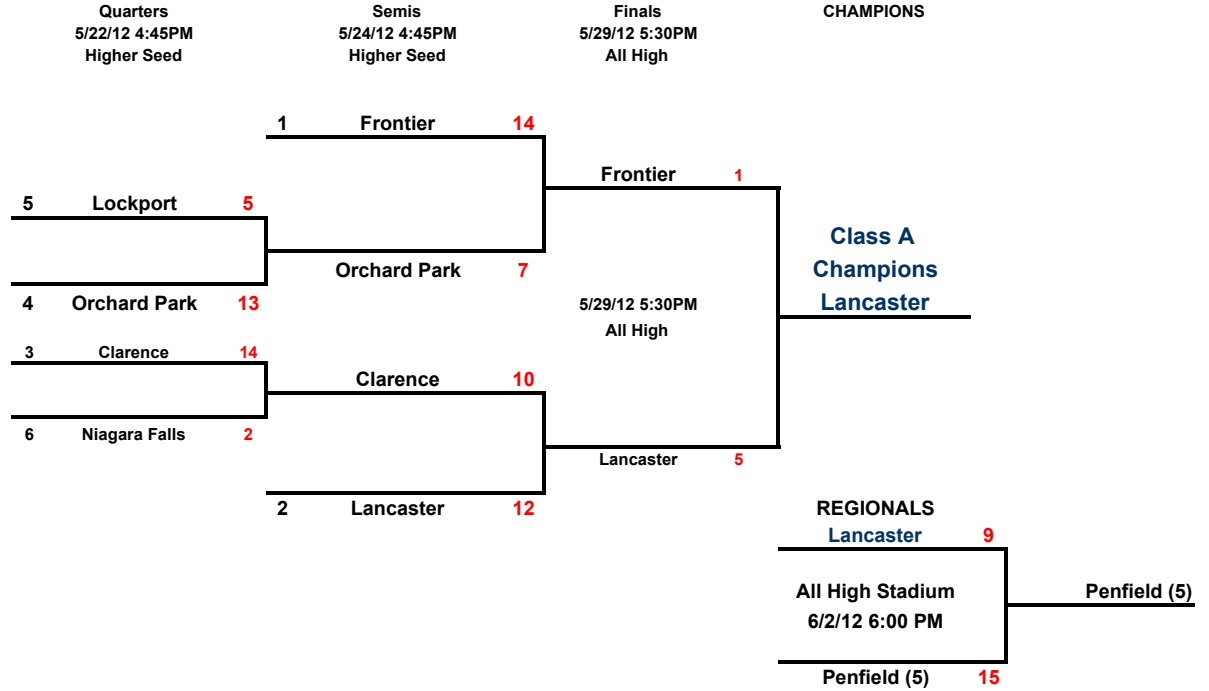 Quarters Semis Finals CHAMPIONS
5/22/12 4:45PM 5/24/12 4:45PM 5/29/12 5:30PM
Higher Seed Higher Seed All High
1 Frontier 14
Frontier 1
5 Lockport 5
Class A
Champions
Orchard Park 7
4 Orchard Park 13
5/29/12 5:30PM
Lancaster
All High
3 Clarence 14
Clarence 10
6 Niagara Falls 2
Lancaster 5
2 Lancaster 12
REGIONALS
Lancaster 9
All High Stadium
Penfield (5)
6/2/12 6:00 PM
Penfield (5) 15